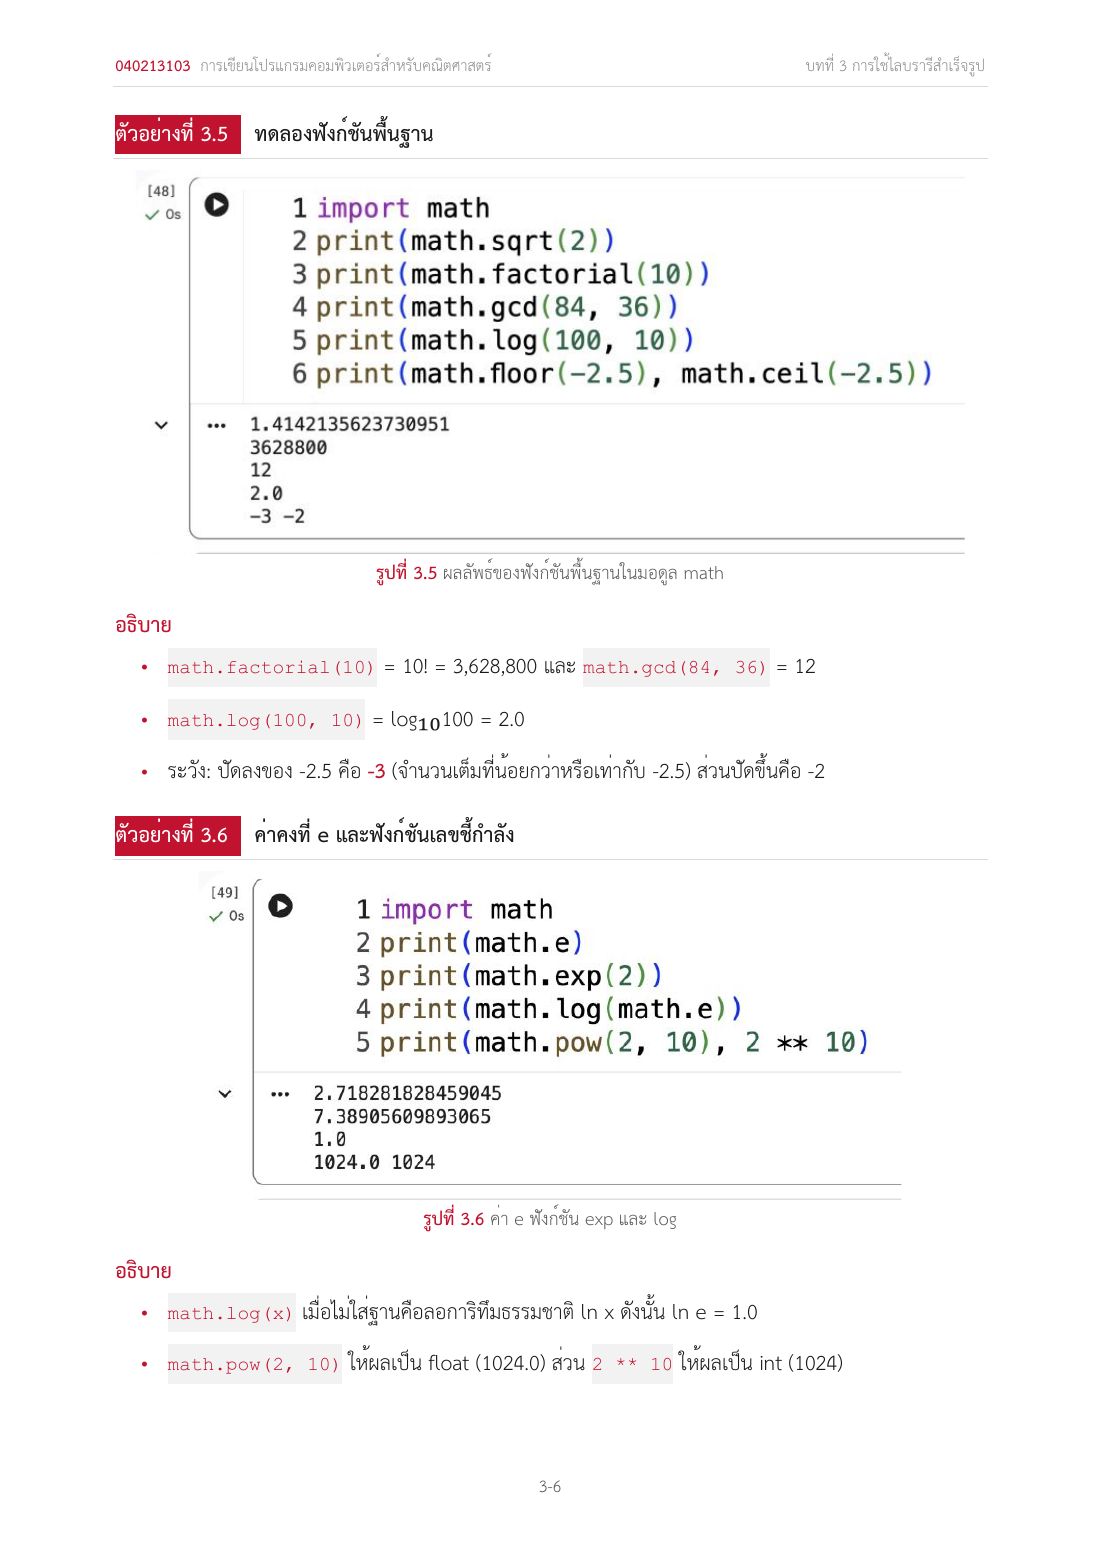 040213103 การเขียนโปรแกรมคอมพิวเตอร์สำหรับคณิตศาสตร์ บทที่ 3 การใช้ไลบรารีสำเร็จรูป
ตัวอย่างที่ 3.5 ทดลองฟังก์ชันพื้นฐาน
[48]
0s
1 import math
2 print(math.sqrt(2))
3 print(math.factorial(10))
4 print(math.gcd(84, 36))
5 print(math.log(100, 10))
6 print(math.floor(-2.5), math.ceil(-2.5))
1.4142135623730951
3628800
12
2.0
-3 -2
รูปที่ 3.5 ผลลัพธ์ของฟังก์ชันพื้นฐานในมอดูล math
อธิบาย
• math.factorial(10) = 10! = 3,628,800 และ math.gcd(84, 36) = 12
• math.log(100, 10) = log₁₀100 = 2.0
• ระวัง: ปัดลงของ -2.5 คือ -3 (จำนวนเต็มที่น้อยกว่าหรือเท่ากับ -2.5) ส่วนปัดขึ้นคือ -2
ตัวอย่างที่ 3.6 ค่าคงที่ e และฟังก์ชันเลขชี้กำลัง
[49]
0s
1 import math
2 print(math.e)
3 print(math.exp(2))
4 print(math.log(math.e))
5 print(math.pow(2, 10), 2 ** 10)
2.718281828459045
7.38905609893065
1.0
1024.0 1024
รูปที่ 3.6 ค่า e ฟังก์ชัน exp และ log
อธิบาย
• math.log(x) เมื่อไม่ใส่ฐานคือลอการิทึมธรรมชาติ ln x ดังนั้น ln e = 1.0
• math.pow(2, 10) ให้ผลเป็น float (1024.0) ส่วน 2 ** 10 ให้ผลเป็น int (1024)
3-6